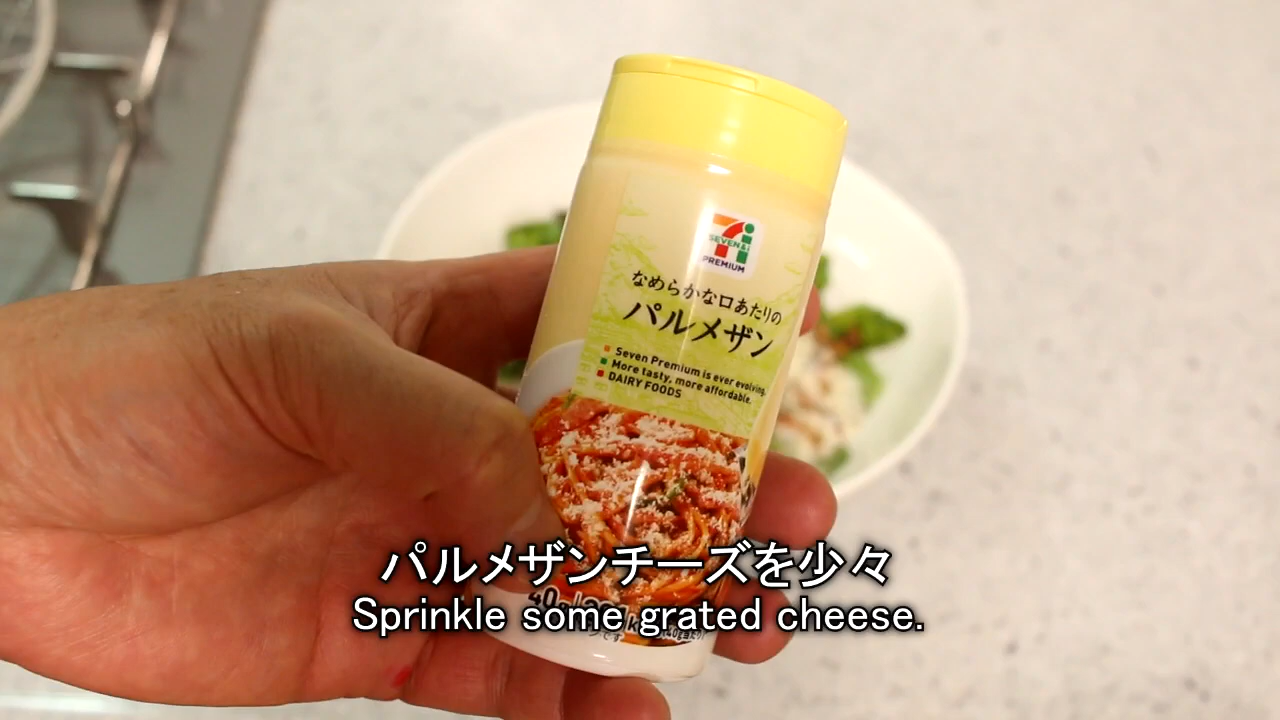 7i
SEVEN&i
PREMIUM
なめらかな口あたりの
パルメザン
Seven Premium is ever evolving.
More tasty, more affordable.
DAIRY FOODS
パルメザンチーズを少々
Sprinkle some grated cheese.